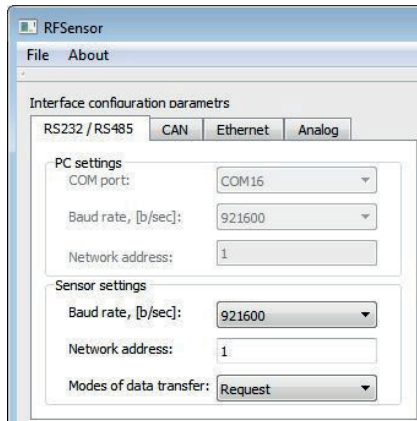 RFSensor
File About
Interface configuration parametrs
RS232 / RS485 CAN Ethernet Analog
PC settings
COM port: COM16
Baud rate, [b/sec]: 921600
Network address: 1
Sensor settings
Baud rate, [b/sec]: 921600
Network address: 1
Modes of data transfer: Request